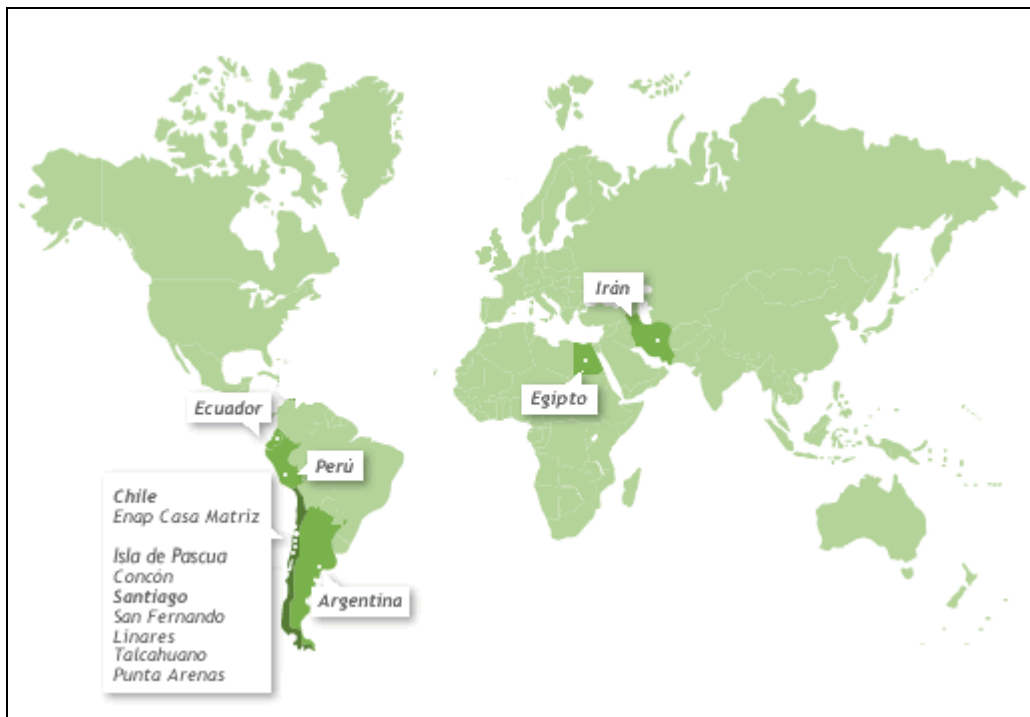 Irán
Egipto
Ecuador
Perú
Chile
Enap Casa Matriz
Isla de Pascua
Concón
Santiago
San Fernando
Linares
Talcahuano
Punta Arenas
Argentina